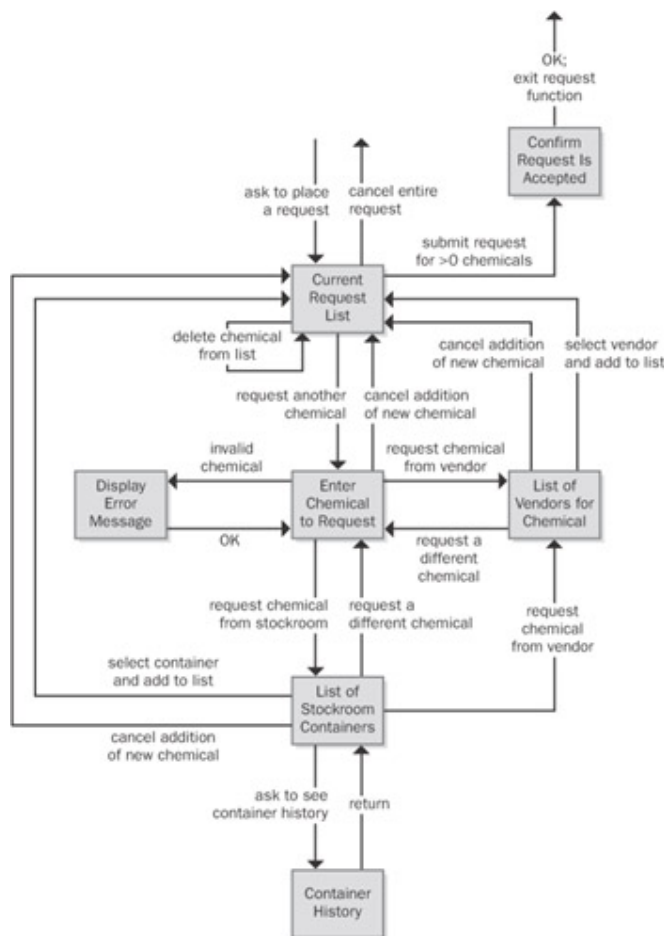 OK;
exit request
function
Confirm
Request Is
Accepted
ask to place
a request
cancel entire
request
submit request
for >0 chemicals
Current
Request
List
delete chemical
from list
cancel addition
of new chemical
select vendor
and add to list
request another
chemical
cancel addition
of new chemical
invalid
chemical
request chemical
from vendor
Display
Error
Message
Enter
Chemical
to Request
List of
Vendors for
Chemical
OK
request a
different
chemical
request chemical
from stockroom
request a
different chemical
request
chemical
from vendor
select container
and add to list
List of
Stockroom
Containers
cancel addition
of new chemical
ask to see
container history
return
Container
History